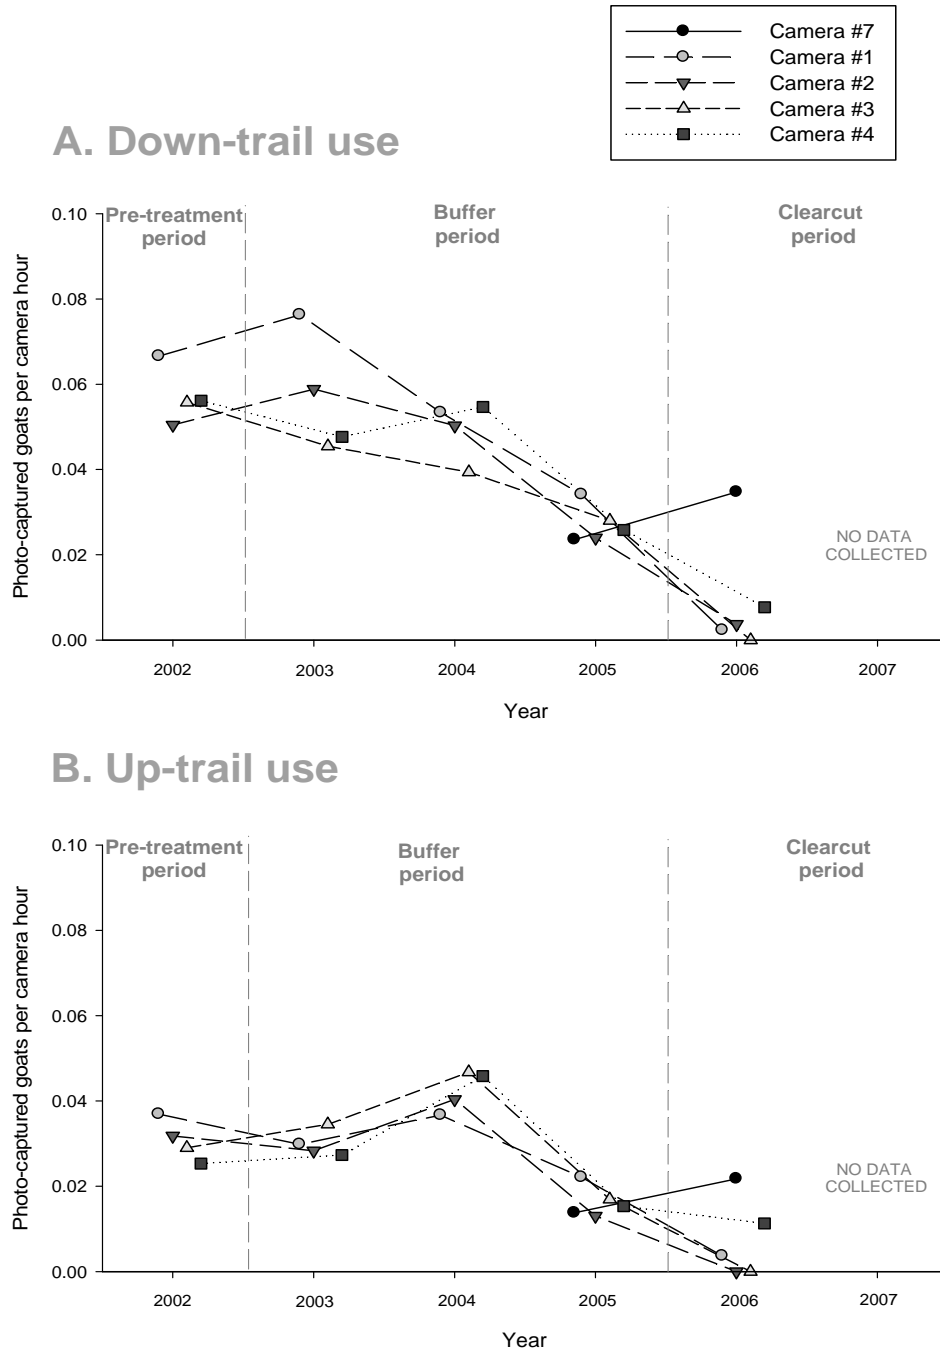 Camera #7
Camera #1
Camera #2
Camera #3
Camera #4
A. Down-trail use
Pre-treatment
period
Buffer
period
Clearcut
period
Photo-captured goats per camera hour
0.10
0.08
0.06
0.04
0.02
0.00
NO DATA
COLLECTED
2002
2003
2004
2005
2006
2007
Year
B. Up-trail use
Pre-treatment
period
Buffer
period
Clearcut
period
Photo-captured goats per camera hour
0.10
0.08
0.06
0.04
0.02
0.00
NO DATA
COLLECTED
2002
2003
2004
2005
2006
2007
Year